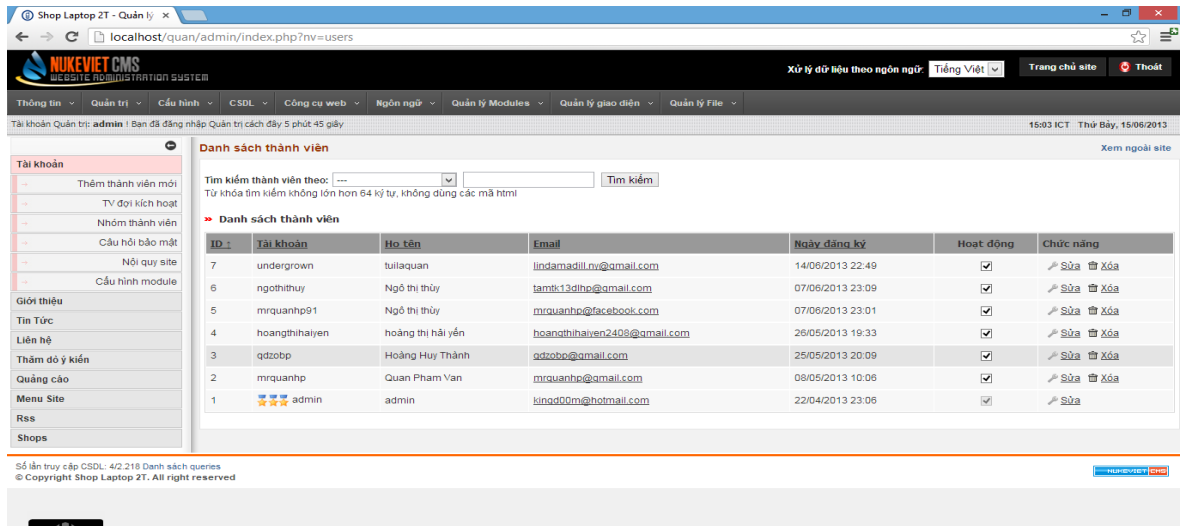 Shop Laptop 2T - Quản lý
localhost/quan/admin/index.php?nv=users
NUKEVIET CMS
WEBSITE ADMINISTRATION SYSTEM
Xử lý dữ liệu theo ngôn ngữ: Tiếng Việt Trang chủ site Thoát
Thông tin Quản trị Cấu hình CSDL Công cụ web Ngôn ngữ Quản lý Modules Quản lý giao diện Quản lý File
Tài khoản Quản trị: admin ! Bạn đã đăng nhập Quản trị cách đây 5 phút 45 giây 15:03 ICT Thứ Bảy, 15/06/2013
Tài khoản
Thêm thành viên mới
TV đợi kích hoạt
Nhóm thành viên
Câu hỏi bảo mật
Nội quy site
Cấu hình module
Giới thiệu
Tin Tức
Liên hệ
Thăm dò ý kiến
Quảng cáo
Menu Site
Rss
Shops
Danh sách thành viên Xem ngoài site
Tìm kiếm thành viên theo: --- Tìm kiếm
Từ khóa tìm kiếm không lớn hơn 64 ký tự, không dùng các mã html
» Danh sách thành viên
ID ↑ Tài khoản Họ tên Email Ngày đăng ký Hoạt động Chức năng
7 undergrown tuilaquan lindamadill.nv@gmail.com 14/06/2013 22:49 Sửa Xóa
6 ngothithuy Ngô thị thùy tamtk13dlhp@gmail.com 07/06/2013 23:09 Sửa Xóa
5 mrquanhp91 Ngô thị thùy mrquanhp@facebook.com 07/06/2013 23:01 Sửa Xóa
4 hoangthihaiyen hoàng thị hải yến hoangthihaiyen2408@gmail.com 26/05/2013 19:33 Sửa Xóa
3 qdzobp Hoàng Huy Thành qdzobp@gmail.com 25/05/2013 20:09 Sửa Xóa
2 mrquanhp Quan Pham Van mrquanhp@gmail.com 08/05/2013 10:06 Sửa Xóa
1 admin admin kingd00m@hotmail.com 22/04/2013 23:06 Sửa
Số lần truy cập CSDL: 4/2.218 Danh sách queries
© Copyright Shop Laptop 2T. All right reserved
NUKEVIET CMS